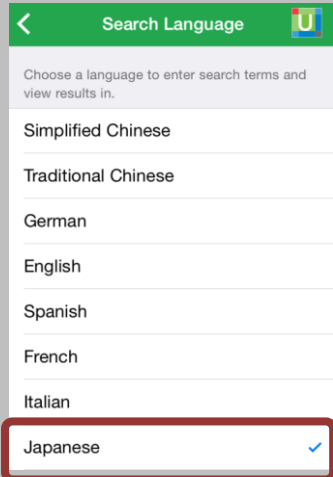 Search Language
U
Choose a language to enter search terms and
view results in.
Simplified Chinese
Traditional Chinese
German
English
Spanish
French
Italian
Japanese